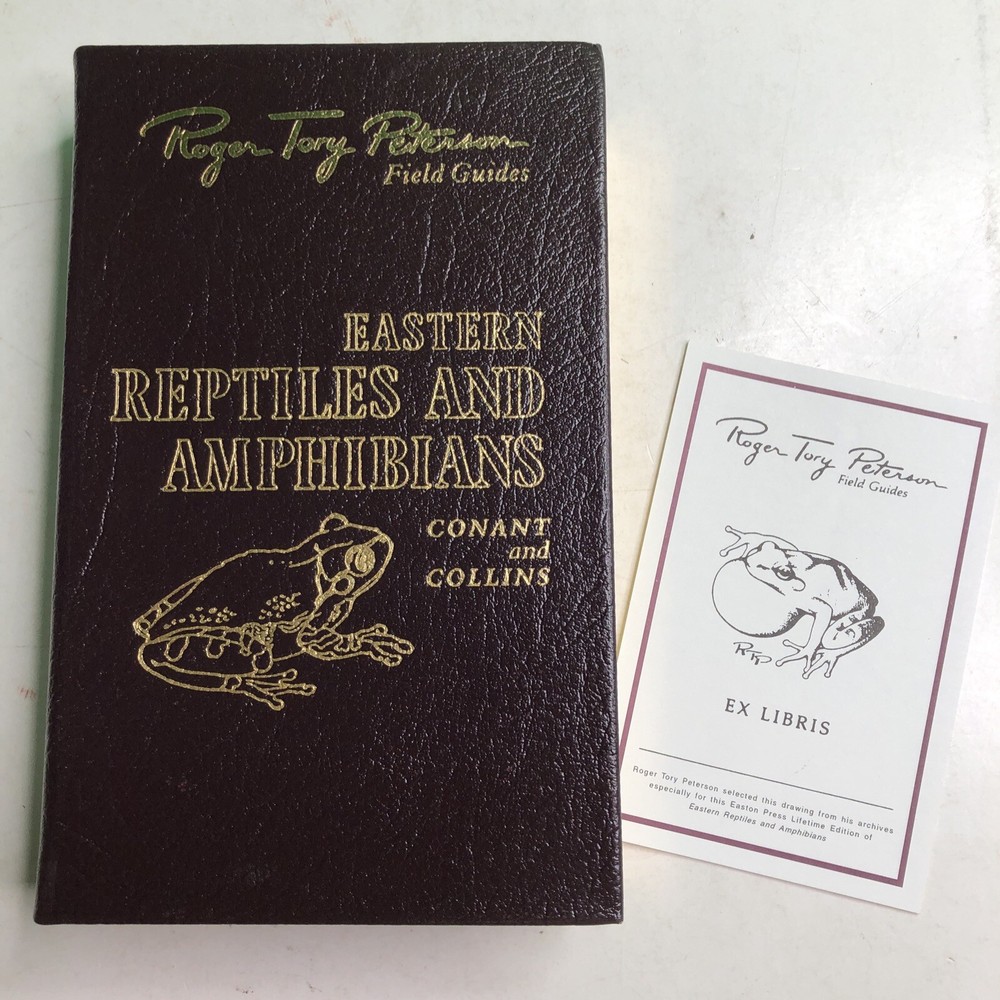 Roger Tory Peterson
Field Guides
EASTERN
REPTILES AND
AMPHIBIANS
CONANT
and
COLLINS
Roger Tory Peterson
Field Guides
RTP
EX LIBRIS
Roger Tory Peterson selected this drawing from his archives
especially for this Easton Press Lifetime Edition of
Eastern Reptiles and Amphibians